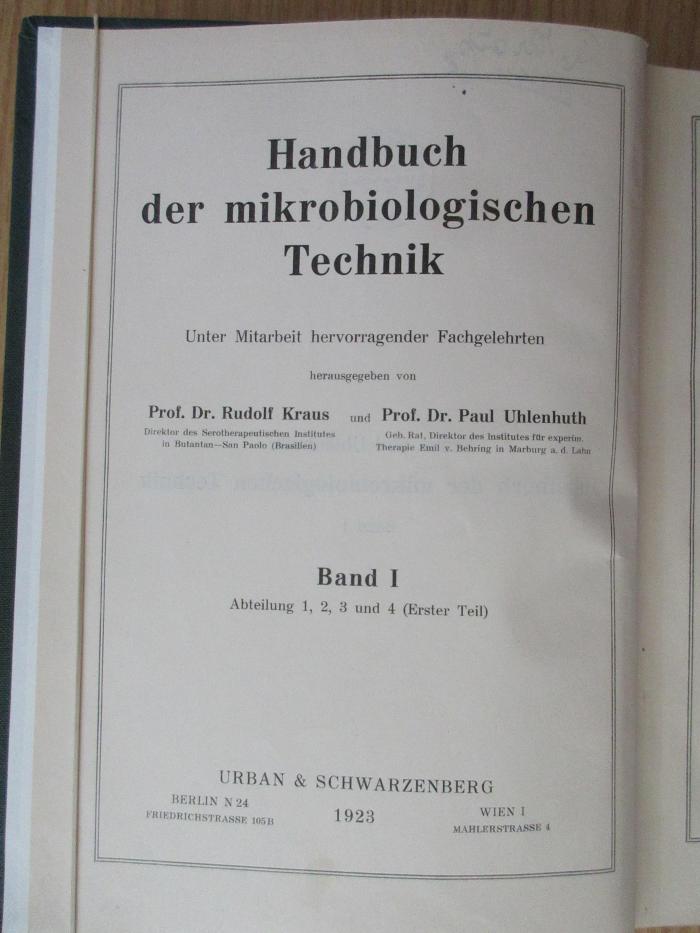 Handbuch
der mikrobiologischen
Technik
Unter Mitarbeit hervorragender Fachgelehrten
herausgegeben von
Prof. Dr. Rudolf Kraus und Prof. Dr. Paul Uhlenhuth
Direktor des Serotherapeutischen Institutes
in Butantan—San Paolo (Brasilien)
Geh. Rat, Direktor des Institutes für experim.
Therapie Emil v. Behring in Marburg a. d. Lahn
Band I
Abteilung 1, 2, 3 und 4 (Erster Teil)
URBAN & SCHWARZENBERG
BERLIN N 24
FRIEDRICHSTRASSE 105B
1923
WIEN I
MAHLERSTRASSE 4